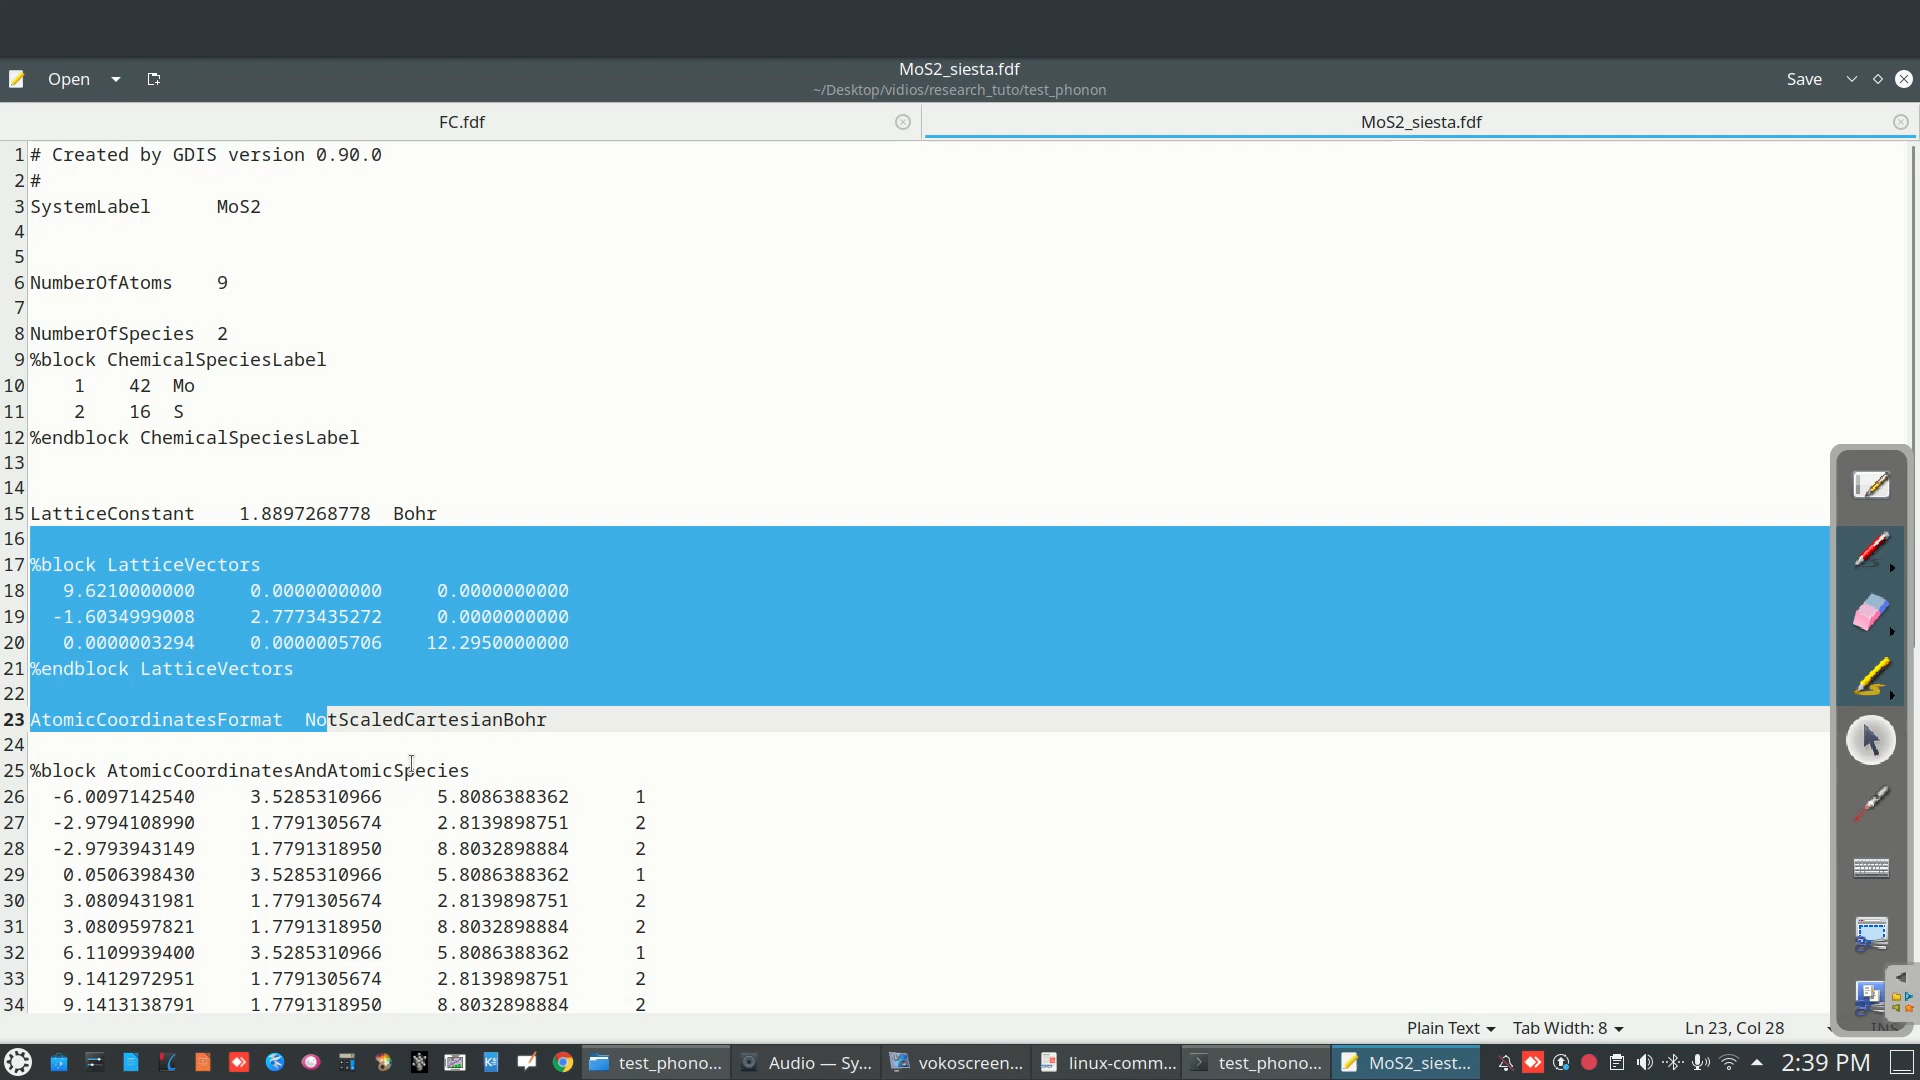 Open
MoS2_siesta.fdf
~/Desktop/vidios/research_tuto/test_phonon
Save
FC.fdf
MoS2_siesta.fdf
1 # Created by GDIS version 0.90.0
2 #
3 SystemLabel MoS2
4
5
6 NumberOfAtoms 9
7
8 NumberOfSpecies 2
9 %block ChemicalSpeciesLabel
10 1 42 Mo
11 2 16 S
12 %endblock ChemicalSpeciesLabel
13
14
15 LatticeConstant 1.8897268778 Bohr
16
17 %block LatticeVectors
18 9.6210000000 0.0000000000 0.0000000000
19 -1.6034999008 2.7773435272 0.0000000000
20 0.0000003294 0.0000005706 12.2950000000
21 %endblock LatticeVectors
22
23 AtomicCoordinatesFormat NotScaledCartesianBohr
24
25 %block AtomicCoordinatesAndAtomicSpecies
26 -6.0097142540 3.5285310966 5.8086388362 1
27 -2.9794108990 1.7791305674 2.8139898751 2
28 -2.9793943149 1.7791318950 8.8032898884 2
29 0.0506398430 3.5285310966 5.8086388362 1
30 3.0809431981 1.7791305674 2.8139898751 2
31 3.0809597821 1.7791318950 8.8032898884 2
32 6.1109939400 3.5285310966 5.8086388362 1
33 9.1412972951 1.7791305674 2.8139898751 2
34 9.1413138791 1.7791318950 8.8032898884 2
Plain Text Tab Width: 8 Ln 23, Col 28 INS
test_phono... Audio — Sy... vokoscreen... linux-comm... test_phono... MoS2_siest... 2:39 PM